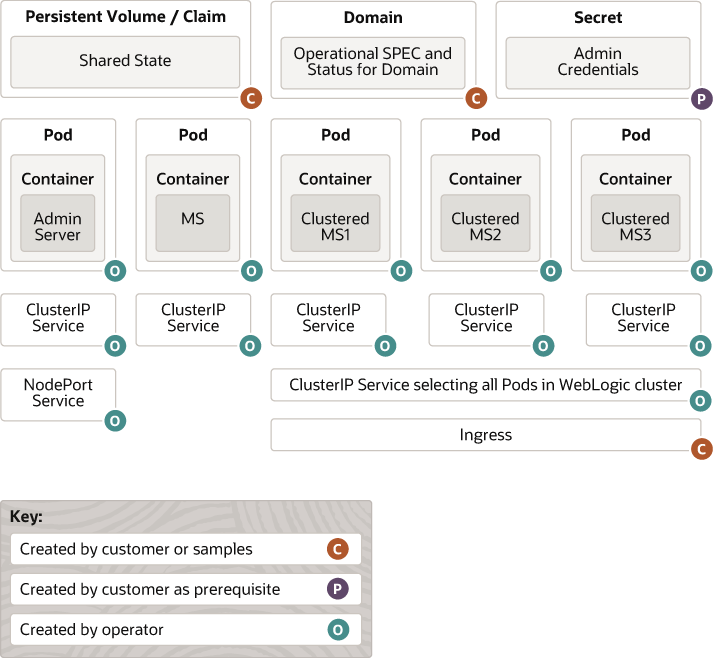 Persistent Volume / Claim
Shared State
C
Domain
Operational SPEC and
Status for Domain
C
Secret
Admin
Credentials
P
Pod
Container
Admin
Server
O
Pod
Container
MS
O
Pod
Container
Clustered
MS1
O
Pod
Container
Clustered
MS2
O
Pod
Container
Clustered
MS3
O
ClusterIP
Service
O
ClusterIP
Service
O
ClusterIP
Service
O
ClusterIP
Service
O
ClusterIP
Service
O
NodePort
Service
O
ClusterIP Service selecting all Pods in WebLogic cluster
O
Ingress
C
Key:
Created by customer or samples
C
Created by customer as prerequisite
P
Created by operator
O